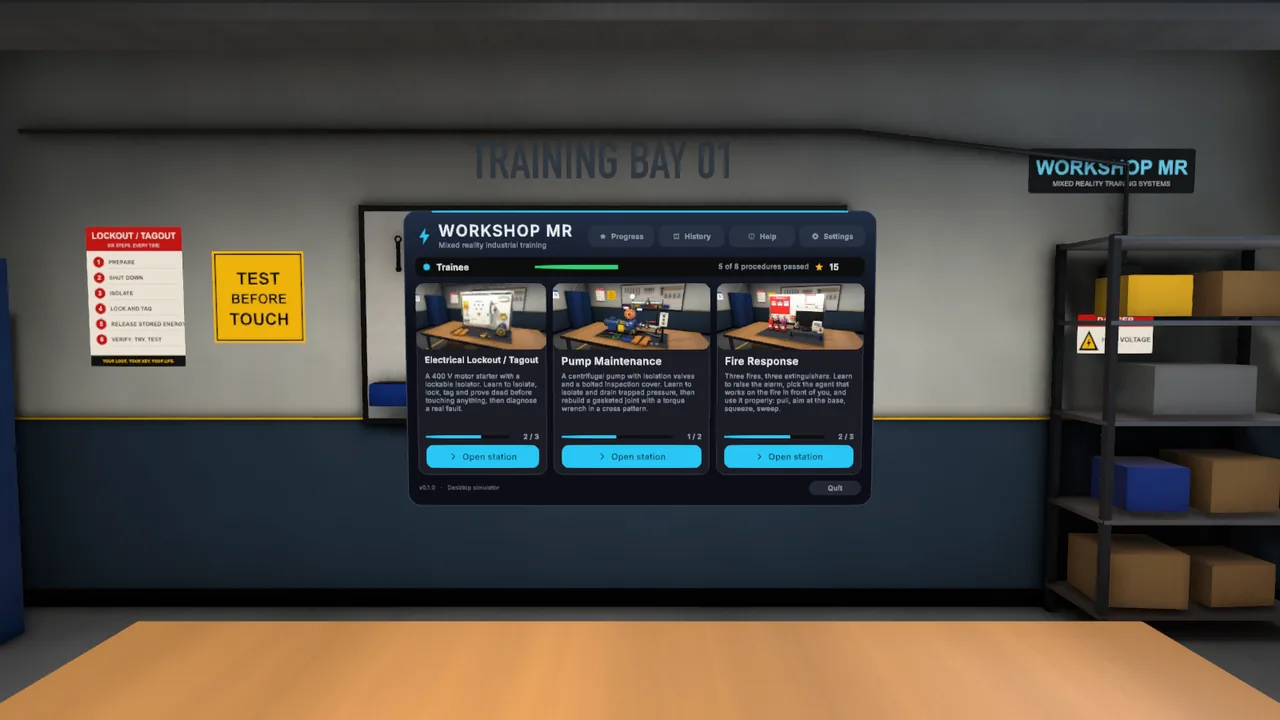 TRAINING BAY 01
WORKSHOP MR
MIXED REALITY TRAINING SYSTEMS
LOCKOUT / TAGOUT
SIX STEPS. EVERY TIME.
1 PREPARE
2 SHUT DOWN
3 ISOLATE
4 LOCK AND TAG
5 RELEASE STORED ENERGY
6 VERIFY: TRY, TEST
YOUR LOCK. YOUR KEY. YOUR LIFE.
TEST
BEFORE
TOUCH
WORKSHOP MR
Mixed reality industrial training
Progress
History
Help
Settings
Trainee
5 of 8 procedures passed
15
Electrical Lockout / Tagout
A 400 V motor starter with a
lockable isolator. Learn to isolate,
lock, tag and prove dead before
touching anything, then diagnose
a real fault.
2 / 3
Open station
Pump Maintenance
A centrifugal pump with isolation valves
and a bolted inspection cover. Learn to
isolate and drain trapped pressure, then
rebuild a gasketed joint with a torque
wrench in a cross pattern.
1 / 2
Open station
Fire Response
Three fires, three extinguishers. Learn
to raise the alarm, pick the agent that
works on the fire in front of you, and
use it properly: pull, aim at the base,
squeeze, sweep.
2 / 3
Open station
v0.1.0 · Desktop simulator
Quit
VOLTAGE